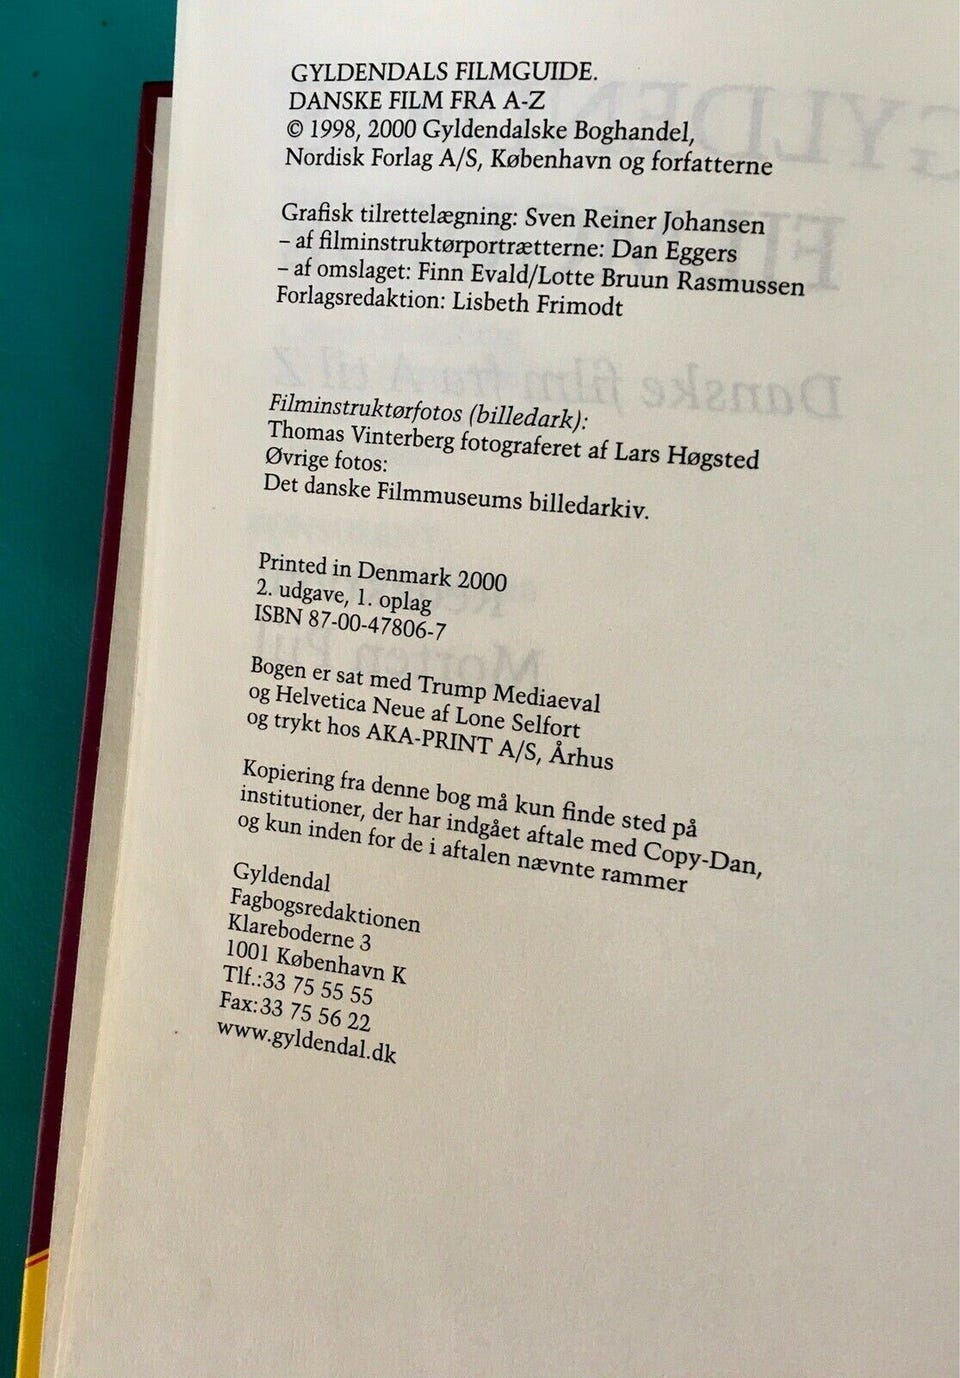 GYLDENDALS FILMGUIDE.
DANSKE FILM FRA A-Z
© 1998, 2000 Gyldendalske Boghandel,
Nordisk Forlag A/S, København og forfatterne
Grafisk tilrettelægning: Sven Reiner Johansen
– af filminstruktørportrætterne: Dan Eggers
– af omslaget: Finn Evald/Lotte Bruun Rasmussen
Forlagsredaktion: Lisbeth Frimodt
Filminstruktørfotos (billedark):
Thomas Vinterberg fotograferet af Lars Høgsted
Øvrige fotos:
Det danske Filmmuseums billedarkiv.
Printed in Denmark 2000
2. udgave, 1. oplag
ISBN 87-00-47806-7
Bogen er sat med Trump Mediaeval
og Helvetica Neue af Lone Selfort
og trykt hos AKA-PRINT A/S, Århus
Kopiering fra denne bog må kun finde sted på
institutioner, der har indgået aftale med Copy-Dan,
og kun inden for de i aftalen nævnte rammer
Gyldendal
Fagbogsredaktionen
Klareboderne 3
1001 København K
Tlf.:33 75 55 55
Fax:33 75 56 22
www.gyldendal.dk